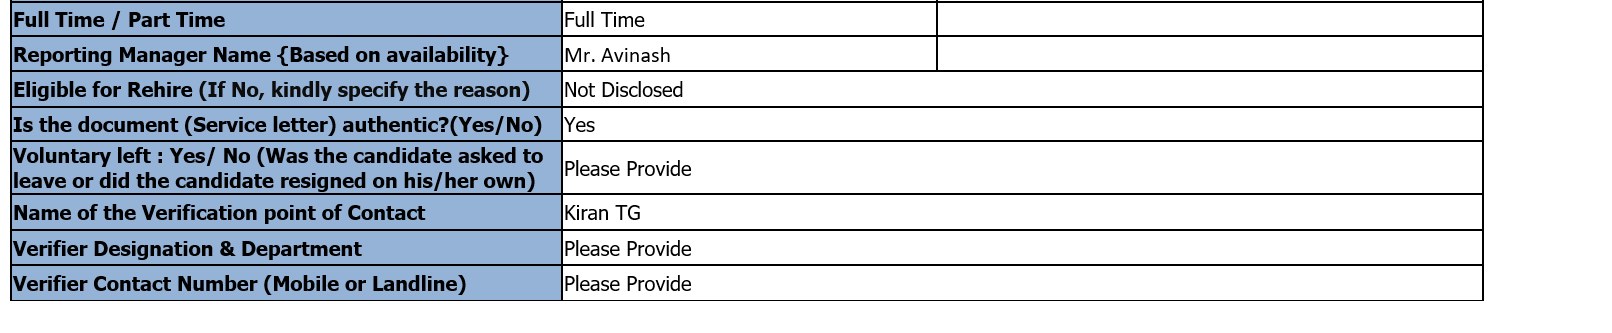 Full Time / Part Time Full Time
Reporting Manager Name {Based on availability} Mr. Avinash
Eligible for Rehire (If No, kindly specify the reason) Not Disclosed
Is the document (Service letter) authentic?(Yes/No) Yes
Voluntary left : Yes/ No (Was the candidate asked to
leave or did the candidate resigned on his/her own) Please Provide
Name of the Verification point of Contact Kiran TG
Verifier Designation & Department Please Provide
Verifier Contact Number (Mobile or Landline) Please Provide